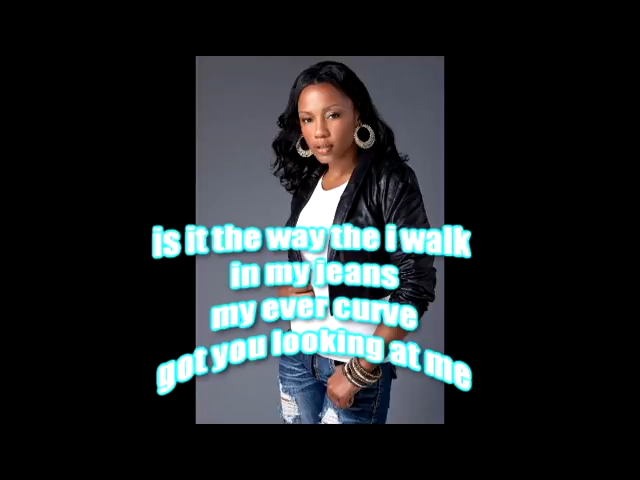 is it the way the i walk
in my jeans
my ever curve
got you looking at me